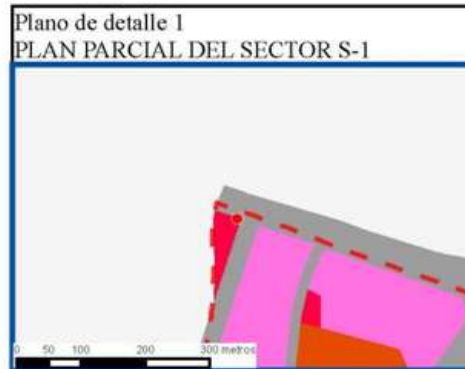 Plano de detalle 1
PLAN PARCIAL DEL SECTOR S-1
0 50 100 200 300 metros